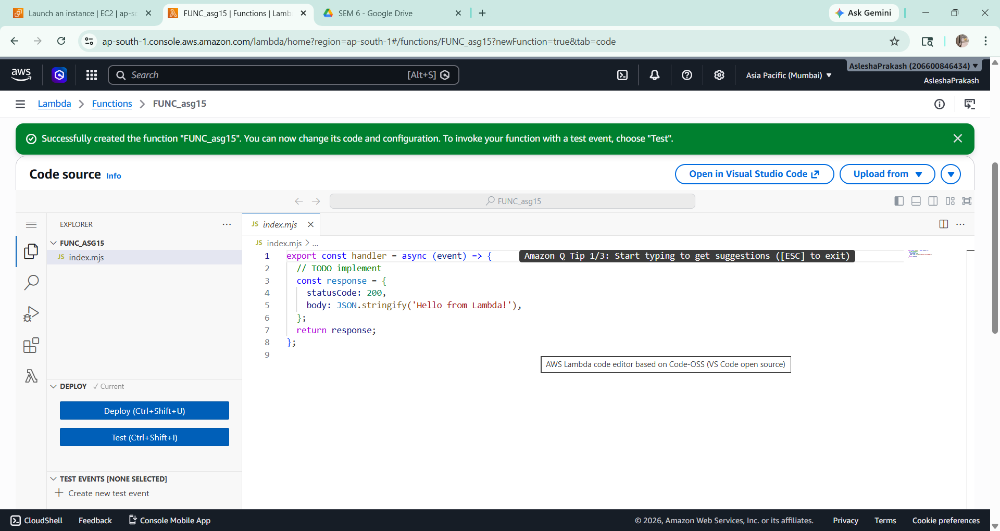 Launch an instance | EC2 | ap-so
FUNC_asg15 | Functions | Lamb
SEM 6 - Google Drive
Ask Gemini
ap-south-1.console.aws.amazon.com/lambda/home?region=ap-south-1#/functions/FUNC_asg15?newFunction=true&tab=code
aws
Search
[Alt+S]
Asia Pacific (Mumbai) ▼
AsleshaPrakash (206600846434) ▼
AsleshaPrakash
Lambda > Functions > FUNC_asg15
Successfully created the function "FUNC_asg15". You can now change its code and configuration. To invoke your function with a test event, choose "Test".
Code source Info
Open in Visual Studio Code
Upload from ▼
FUNC_asg15
EXPLORER
FUNC_ASG15
JS index.mjs
JS index.mjs
JS index.mjs > ...
1 export const handler = async (event) => {
Amazon Q Tip 1/3: Start typing to get suggestions ([ESC] to exit)
2 // TODO implement
3 const response = {
4 statusCode: 200,
5 body: JSON.stringify('Hello from Lambda!'),
6 };
7 return response;
8 };
9
AWS Lambda code editor based on Code-OSS (VS Code open source)
DEPLOY ✓ Current
Deploy (Ctrl+Shift+U)
Test (Ctrl+Shift+I)
TEST EVENTS [NONE SELECTED]
+ Create new test event
CloudShell
Feedback
Console Mobile App
© 2026, Amazon Web Services, Inc. or its affiliates.
Privacy
Terms
Cookie preferences